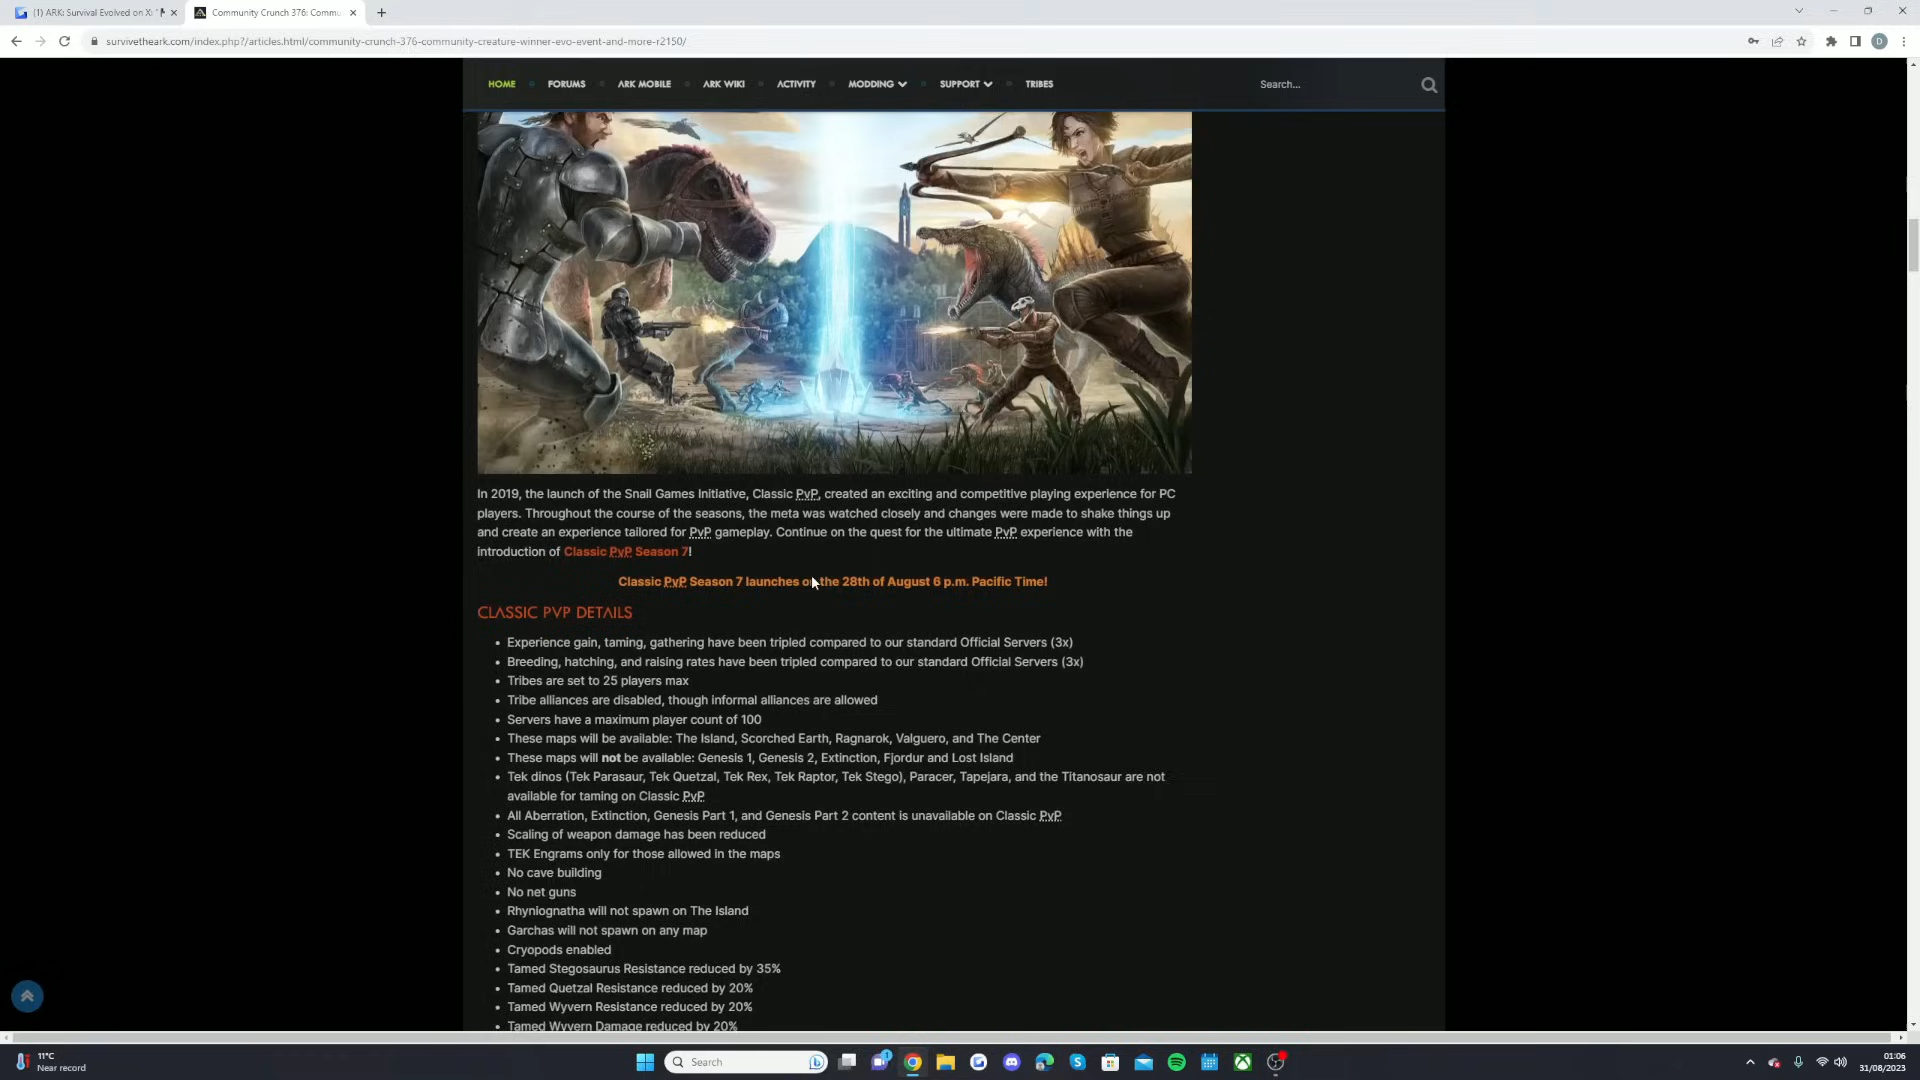 (1) ARK: Survival Evolved on X:
Community Crunch 376: Commu
survivetheark.com/index.php?/articles.html/community-crunch-376-community-creature-winner-evo-event-and-more-r2150/
D
HOME FORUMS ARK MOBILE ARK WIKI ACTIVITY MODDING SUPPORT TRIBES Search...
In 2019, the launch of the Snail Games Initiative, Classic PvP, created an exciting and competitive playing experience for PC
players. Throughout the course of the seasons, the meta was watched closely and changes were made to shake things up
and create an experience tailored for PvP gameplay. Continue on the quest for the ultimate PvP experience with the
introduction of Classic PvP Season 7!
Classic PvP Season 7 launches on the 28th of August 6 p.m. Pacific Time!
CLASSIC PVP DETAILS
• Experience gain, taming, gathering have been tripled compared to our standard Official Servers (3x)
• Breeding, hatching, and raising rates have been tripled compared to our standard Official Servers (3x)
• Tribes are set to 25 players max
• Tribe alliances are disabled, though informal alliances are allowed
• Servers have a maximum player count of 100
• These maps will be available: The Island, Scorched Earth, Ragnarok, Valguero, and The Center
• These maps will not be available: Genesis 1, Genesis 2, Extinction, Fjordur and Lost Island
• Tek dinos (Tek Parasaur, Tek Quetzal, Tek Rex, Tek Raptor, Tek Stego), Paracer, Tapejara, and the Titanosaur are not
available for taming on Classic PvP
• All Aberration, Extinction, Genesis Part 1, and Genesis Part 2 content is unavailable on Classic PvP
• Scaling of weapon damage has been reduced
• TEK Engrams only for those allowed in the maps
• No cave building
• No net guns
• Rhyniognatha will not spawn on The Island
• Garchas will not spawn on any map
• Cryopods enabled
• Tamed Stegosaurus Resistance reduced by 35%
• Tamed Quetzal Resistance reduced by 20%
• Tamed Wyvern Resistance reduced by 20%
• Tamed Wyvern Damage reduced by 20%
11°C
Near record
Search
1
01:06
31/08/2023